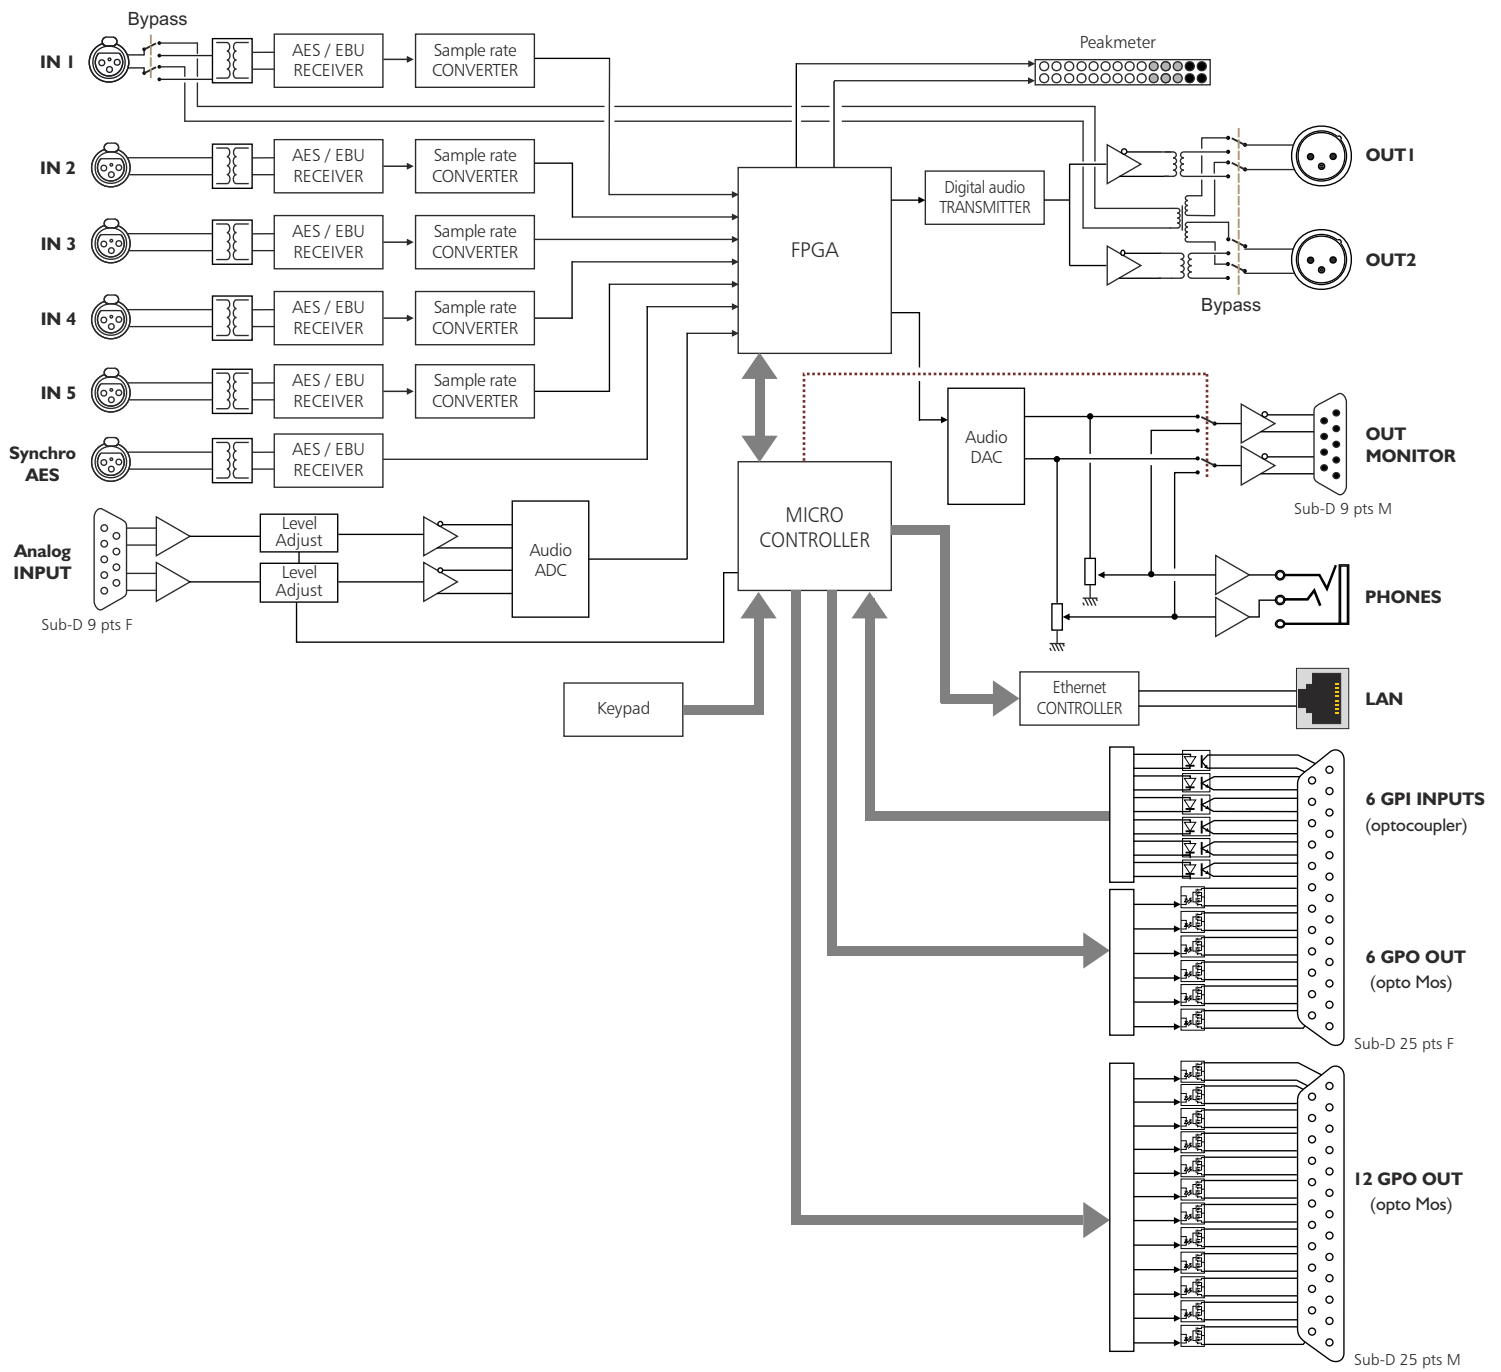 Bypass
IN 1
AES / EBU
RECEIVER
Sample rate
CONVERTER
Peakmeter
IN 2
AES / EBU
RECEIVER
Sample rate
CONVERTER
IN 3
AES / EBU
RECEIVER
Sample rate
CONVERTER
IN 4
AES / EBU
RECEIVER
Sample rate
CONVERTER
IN 5
AES / EBU
RECEIVER
Sample rate
CONVERTER
Synchro
AES
AES / EBU
RECEIVER
FPGA
Digital audio
TRANSMITTER
OUT1
OUT2
Bypass
Analog
INPUT
Sub-D 9 pts F
Level
Adjust
Level
Adjust
Audio
ADC
MICRO
CONTROLLER
Audio
DAC
OUT
MONITOR
Sub-D 9 pts M
PHONES
Keypad
Ethernet
CONTROLLER
LAN
6 GPI INPUTS
(optocoupler)
6 GPO OUT
(opto Mos)
Sub-D 25 pts F
12 GPO OUT
(opto Mos)
Sub-D 25 pts M